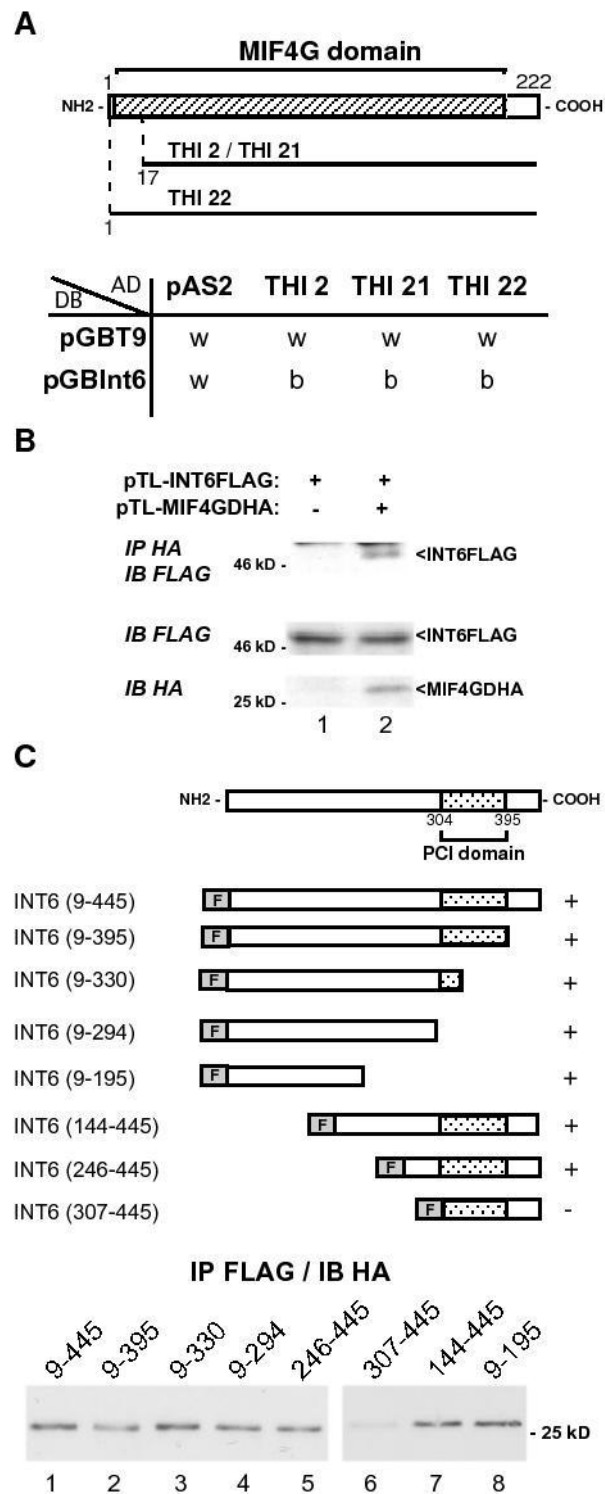 A
MIF4G domain
1 222
NH2 - - COOH
THI 2 / THI 21
17
THI 22
1
DB AD pAS2 THI 2 THI 21 THI 22
pGBT9 w w w w
pGBInt6 w b b b
B
pTL-INT6FLAG: + +
pTL-MIF4GDHA: - +
IP HA
IB FLAG
46 kD -
<INT6FLAG
IB FLAG
46 kD -
<INT6FLAG
IB HA
25 kD -
<MIF4GDHA
1 2
C
NH2 - - COOH
304 395
PCI domain
INT6 (9-445) F +
INT6 (9-395) F +
INT6 (9-330) F +
INT6 (9-294) F +
INT6 (9-195) F +
INT6 (144-445) F +
INT6 (246-445) F +
INT6 (307-445) F -
IP FLAG / IB HA
9-445 9-395 9-330 9-294 246-445 307-445 144-445 9-195
- 25 kD
1 2 3 4 5 6 7 8